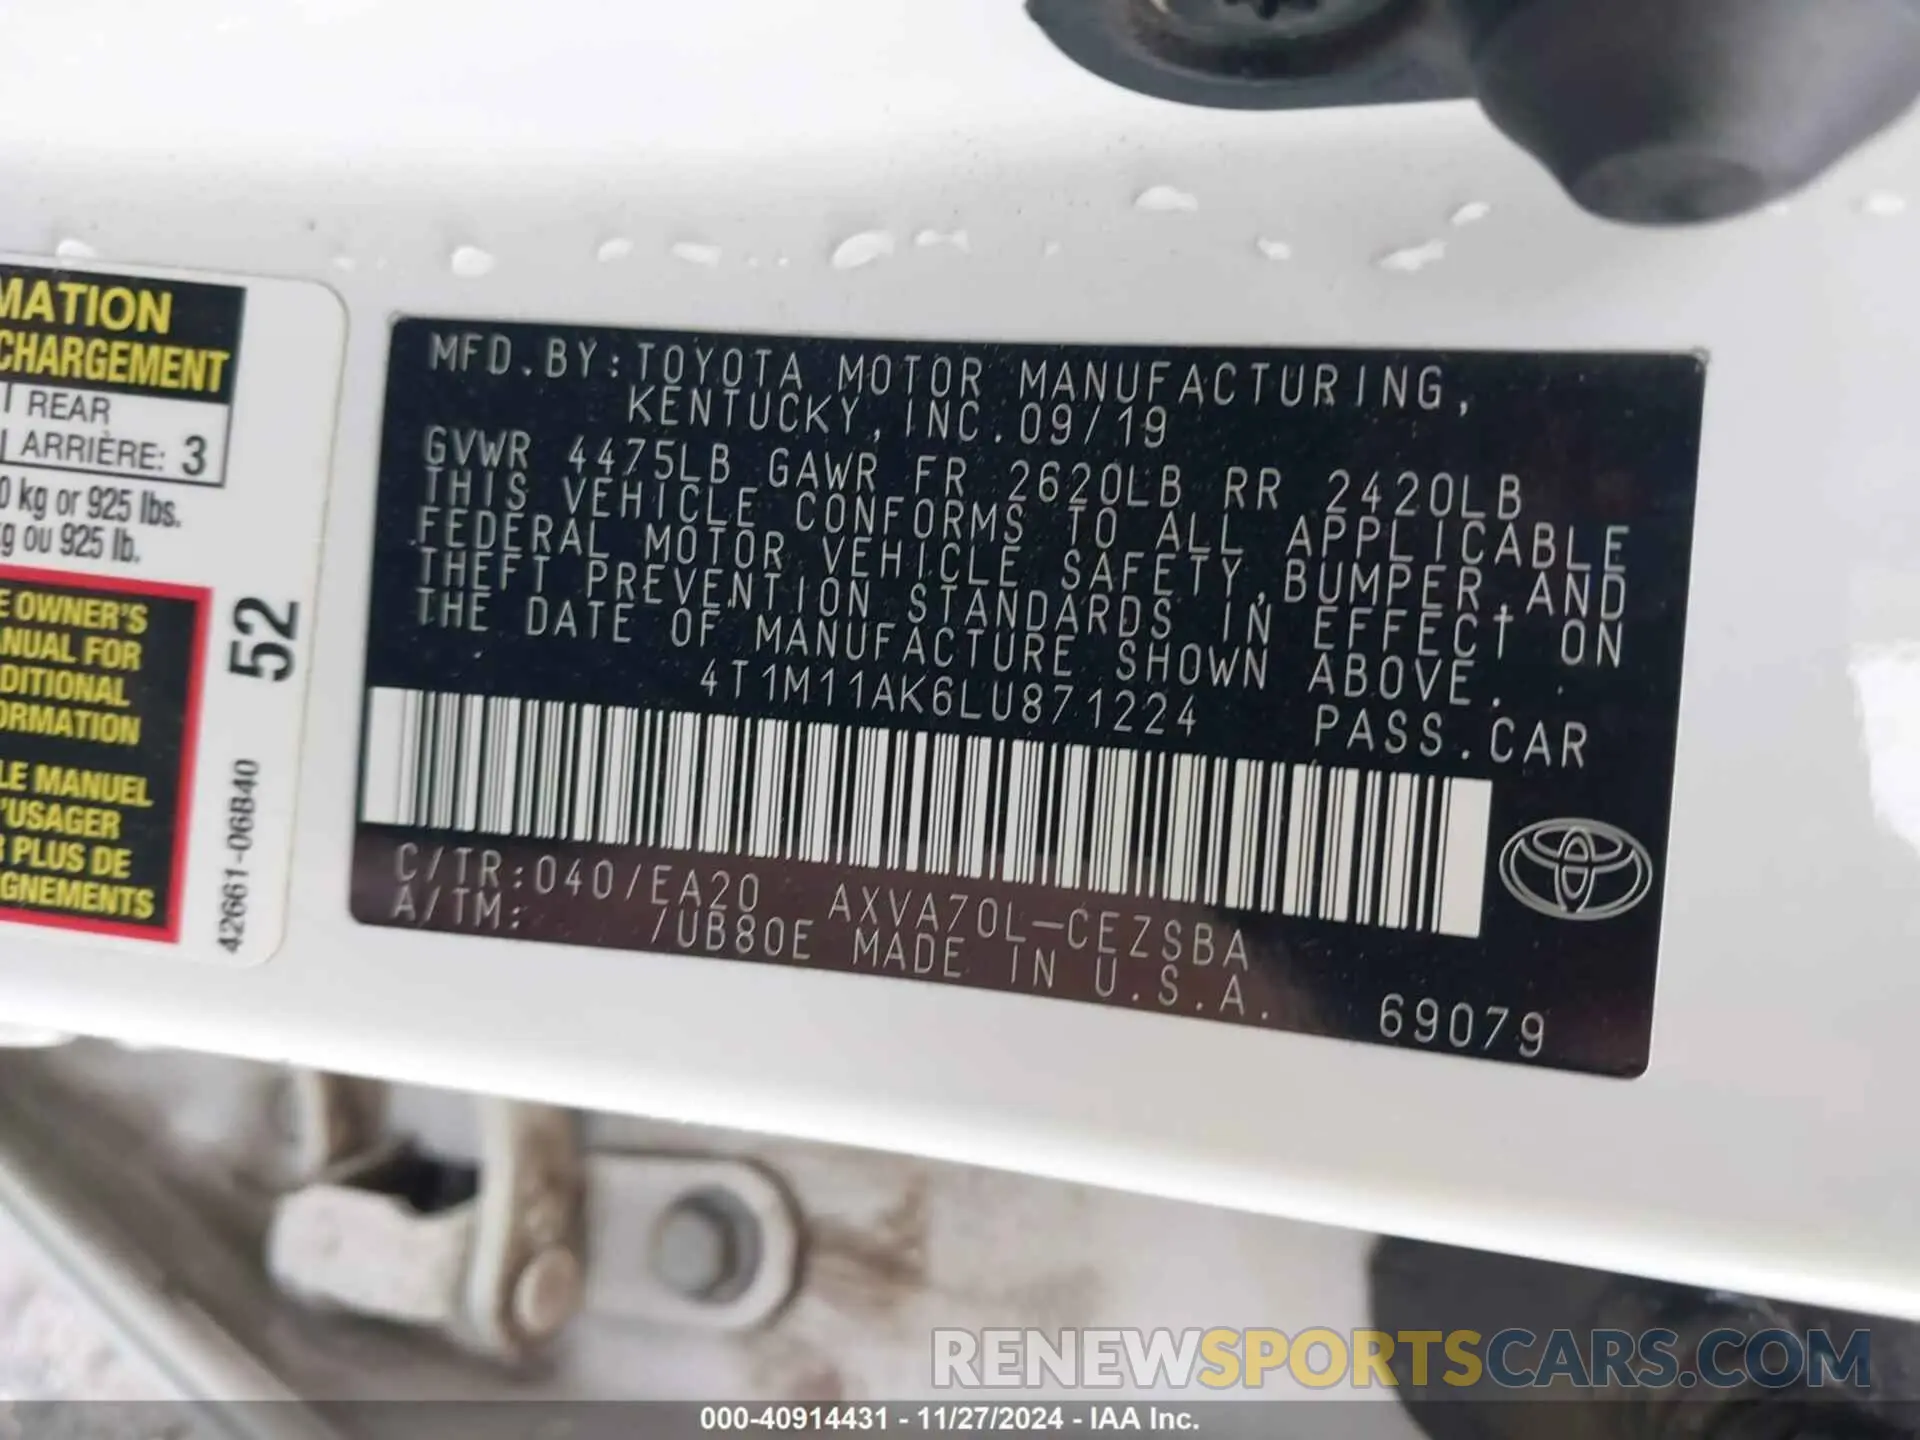 MATION
CHARGEMENT
REAR
ARRIÈRE: 3
0 kg or 925 lbs.
kg ou 925 lb.
E OWNER'S
ANUAL FOR
DITIONAL
ORMATION
LE MANUEL
'USAGER
R PLUS DE
GNEMENTS
52
42661-06B40
MFD.BY:TOYOTA MOTOR MANUFACTURING,
KENTUCKY,INC.09/19
GVWR 4475LB GAWR FR 2620LB RR 2420LB
THIS VEHICLE CONFORMS TO ALL APPLICABLE
FEDERAL MOTOR VEHICLE SAFETY,BUMPER,AND
THEFT PREVENTION STANDARDS IN EFFECT ON
THE DATE OF MANUFACTURE SHOWN ABOVE.
4T1M11AK6LU871224 PASS.CAR
C/TR:040/EA20 AXVA70L-CEZSBA
A/TM: /UB80E MADE IN U.S.A.
69079
RENEWSPORTSCARS.COM
000-40914431 - 11/27/2024 - IAA Inc.